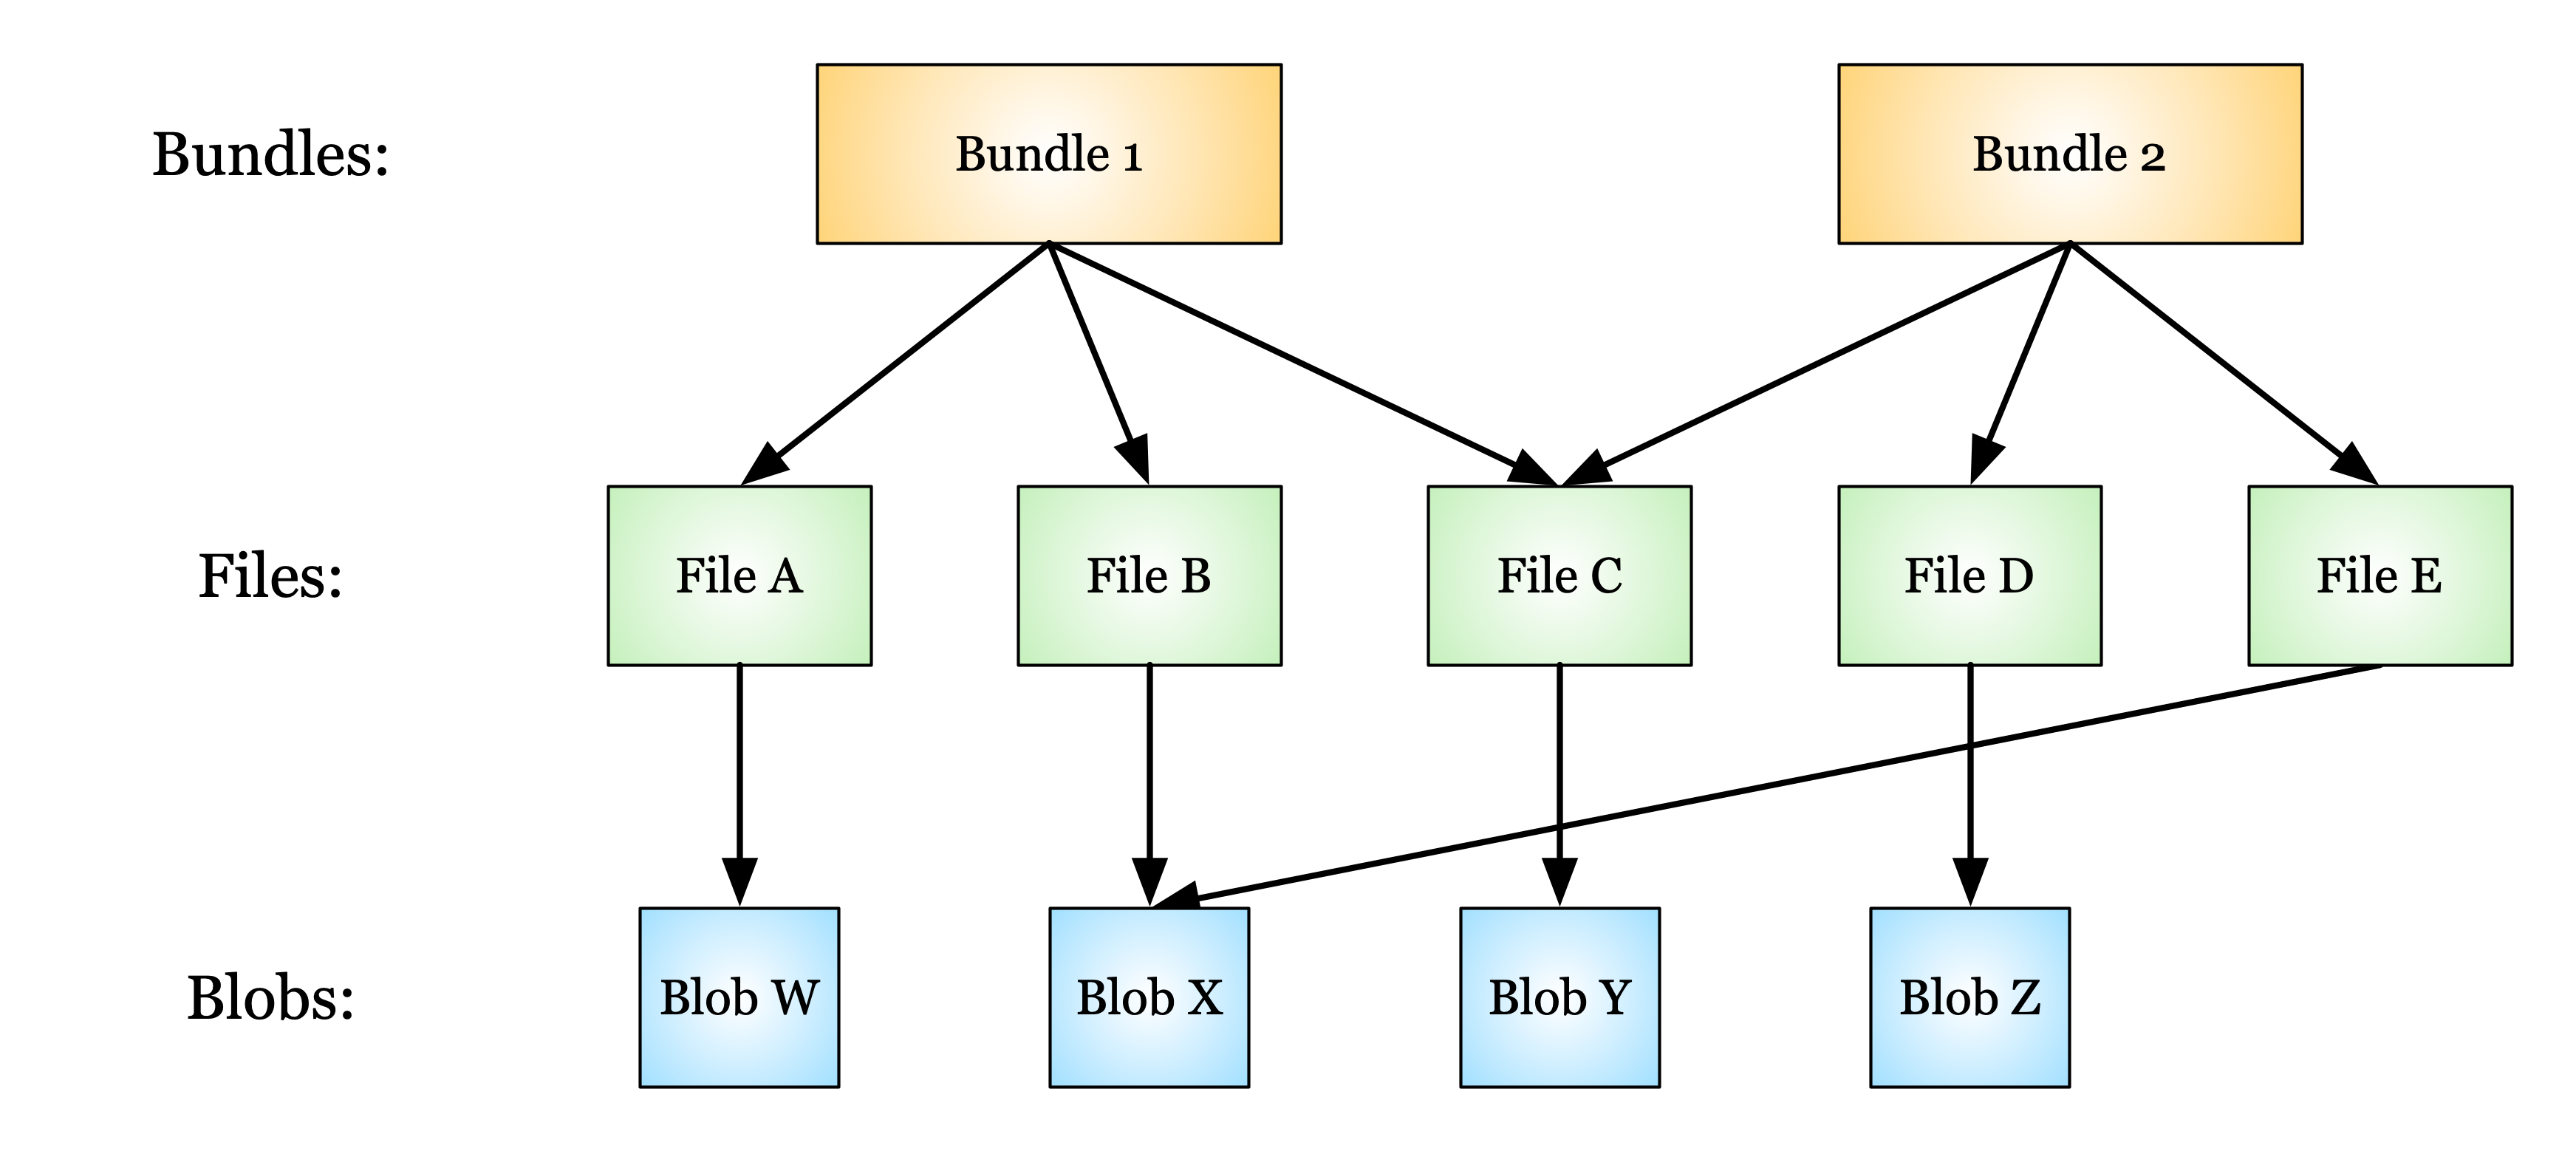 Bundles:
Bundle 1
Bundle 2
Files:
File A
File B
File C
File D
File E
Blobs:
Blob W
Blob X
Blob Y
Blob Z